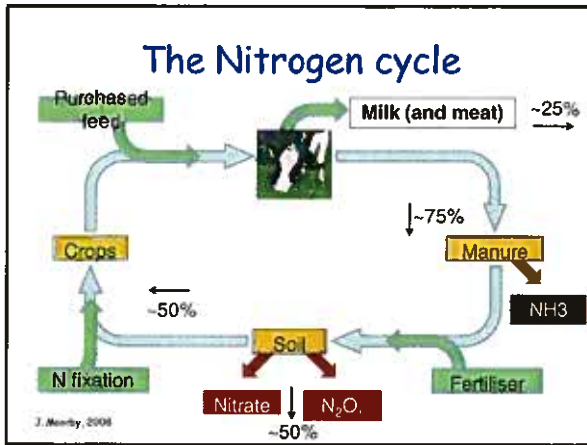 The Nitrogen cycle
Purchased
feed
Milk (and meat)
~25%
~75%
Crops
Manure
~50%
NH3
Soil
N fixation
Nitrate
N₂O.
Fertiliser
~50%
2006